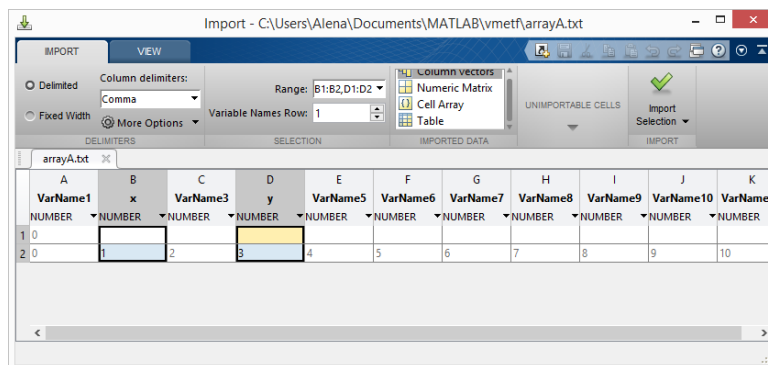 Import - C:\Users\Alena\Documents\MATLAB\vmetf\arrayA.txt
IMPORT VIEW
Delimited
Fixed Width
Column delimiters:
Comma
More Options
DELIMITERS
Range: B1:B2,D1:D2
Variable Names Row: 1
SELECTION
Column vectors
Numeric Matrix
Cell Array
Table
IMPORTED DATA
UNIMPORTABLE CELLS
Import
Selection
IMPORT
arrayA.txt
A B C D E F G H I J K
VarName1 x VarName3 y VarName5 VarName6 VarName7 VarName8 VarName9 VarName10 VarName
NUMBER NUMBER NUMBER NUMBER NUMBER NUMBER NUMBER NUMBER NUMBER NUMBER NUMBER
1 0
2 0 1 2 3 4 5 6 7 8 9 10